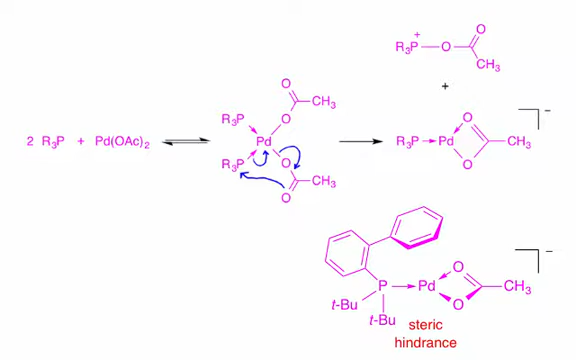 R₃P⁺—O O
CH₃
+
2 R₃P + Pd(OAc)₂
R₃P Pd O O CH₃
R₃P O O CH₃
R₃P Pd O O CH₃ −
P Pd O O CH₃ −
t-Bu
t-Bu
steric
hindrance